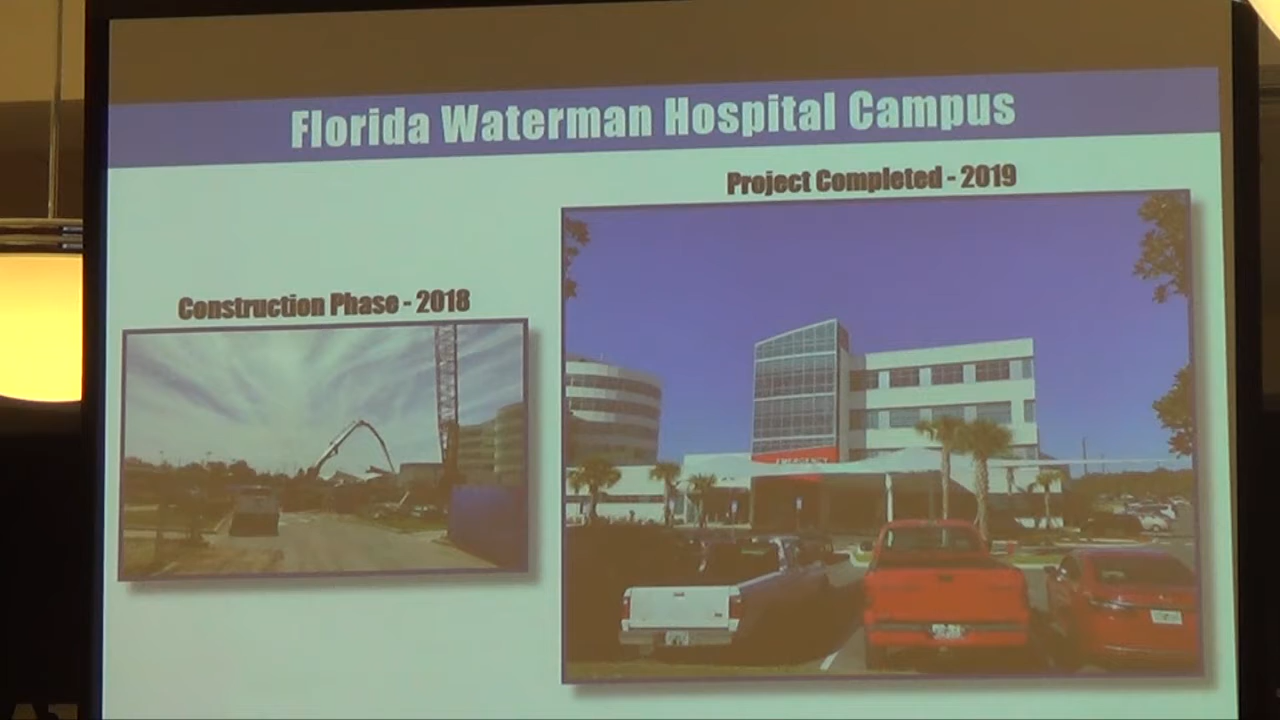 Florida Waterman Hospital Campus
Project Completed - 2019
Construction Phase - 2018